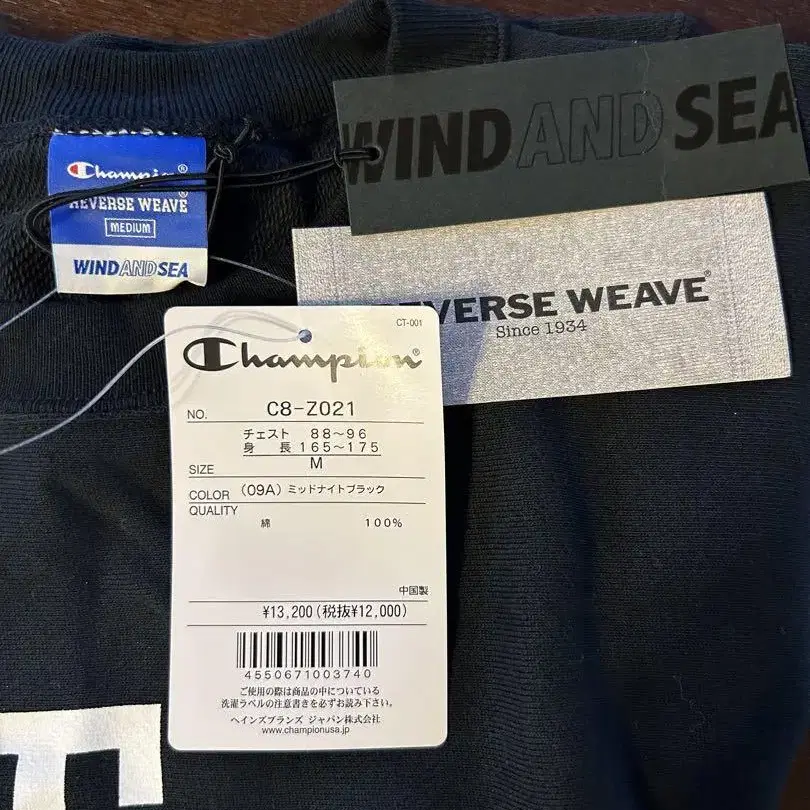 WIND AND SEA
Champion®
REVERSE WEAVE®
MEDIUM
WIND AND SEA
REVERSE WEAVE®
Since 1934
CT-001
Champion®
NO. C8-Z021
チェスト 88~96
身 長 165~175
SIZE M
COLOR (09A) ミッドナイトブラック
QUALITY
綿 100%
中国製
¥13,200(税抜¥12,000)
4550671003740
ご使用の際は商品の中についている
洗濯ラベルの注意書きを必ずお読み下さい。
ヘインズブランズ ジャパン株式会社
www.championusa.com
T